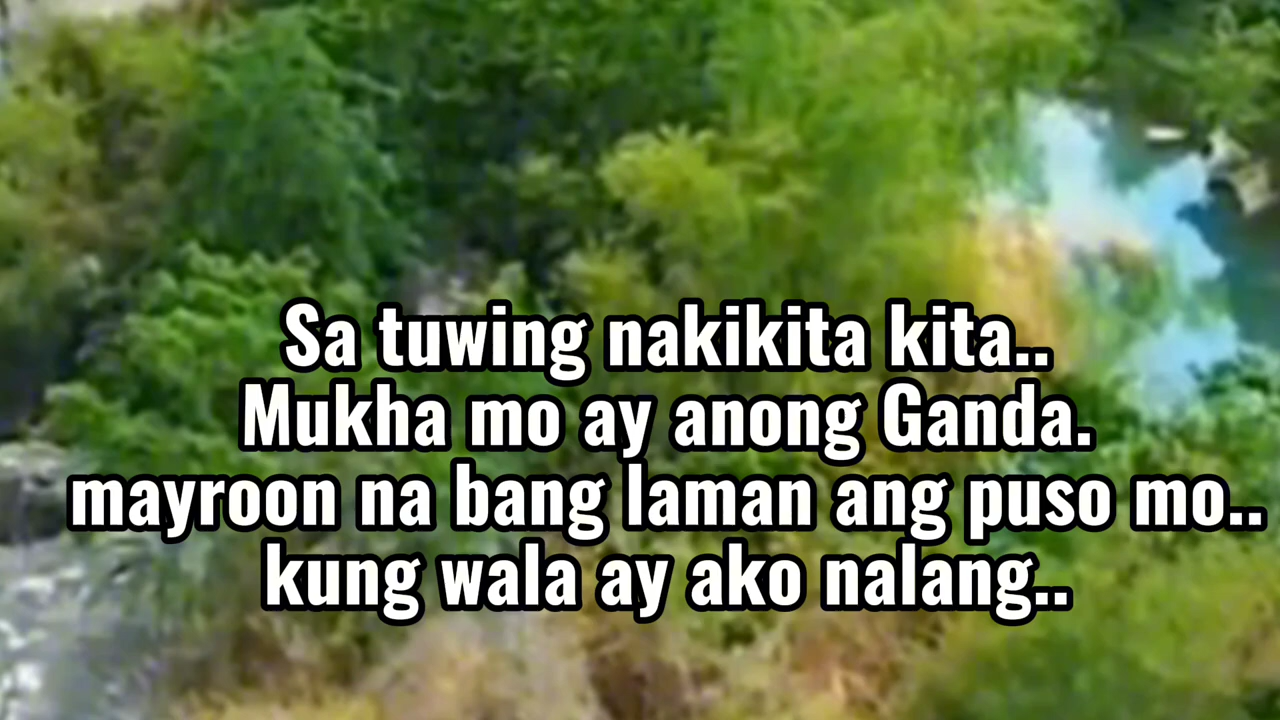 Sa tuwing nakikita kita..
Mukha mo ay anong Ganda.
mayroon na bang laman ang puso mo..
kung wala ay ako nalang..